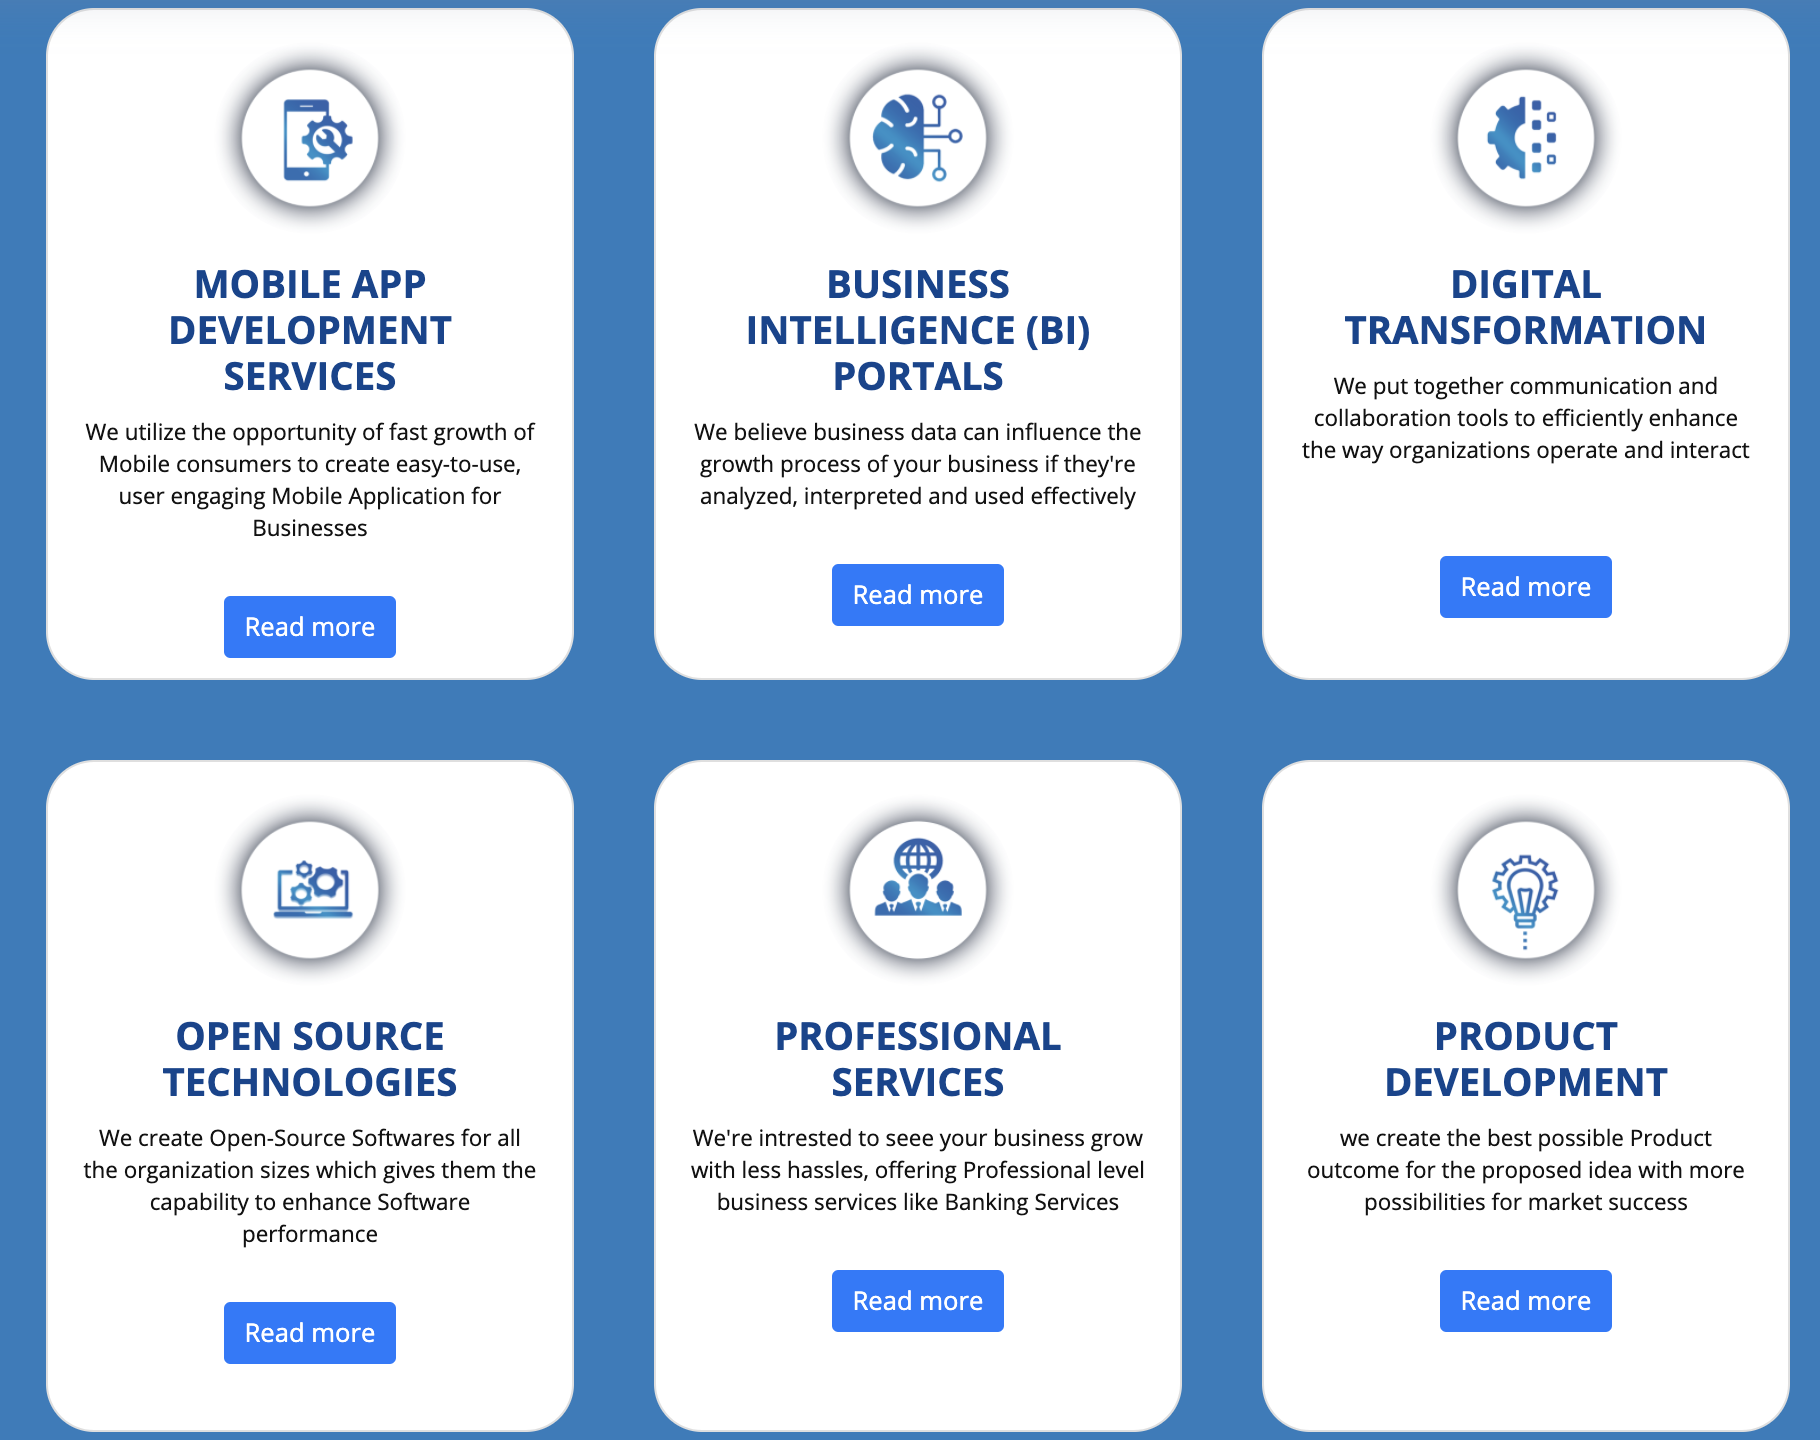 MOBILE APP
DEVELOPMENT
SERVICES
We utilize the opportunity of fast growth of
Mobile consumers to create easy-to-use,
user engaging Mobile Application for
Businesses
Read more
BUSINESS
INTELLIGENCE (BI)
PORTALS
We believe business data can influence the
growth process of your business if they're
analyzed, interpreted and used effectively
Read more
DIGITAL
TRANSFORMATION
We put together communication and
collaboration tools to efficiently enhance
the way organizations operate and interact
Read more
OPEN SOURCE
TECHNOLOGIES
We create Open-Source Softwares for all
the organization sizes which gives them the
capability to enhance Software
performance
Read more
PROFESSIONAL
SERVICES
We're intrested to seee your business grow
with less hassles, offering Professional level
business services like Banking Services
Read more
PRODUCT
DEVELOPMENT
we create the best possible Product
outcome for the proposed idea with more
possibilities for market success
Read more